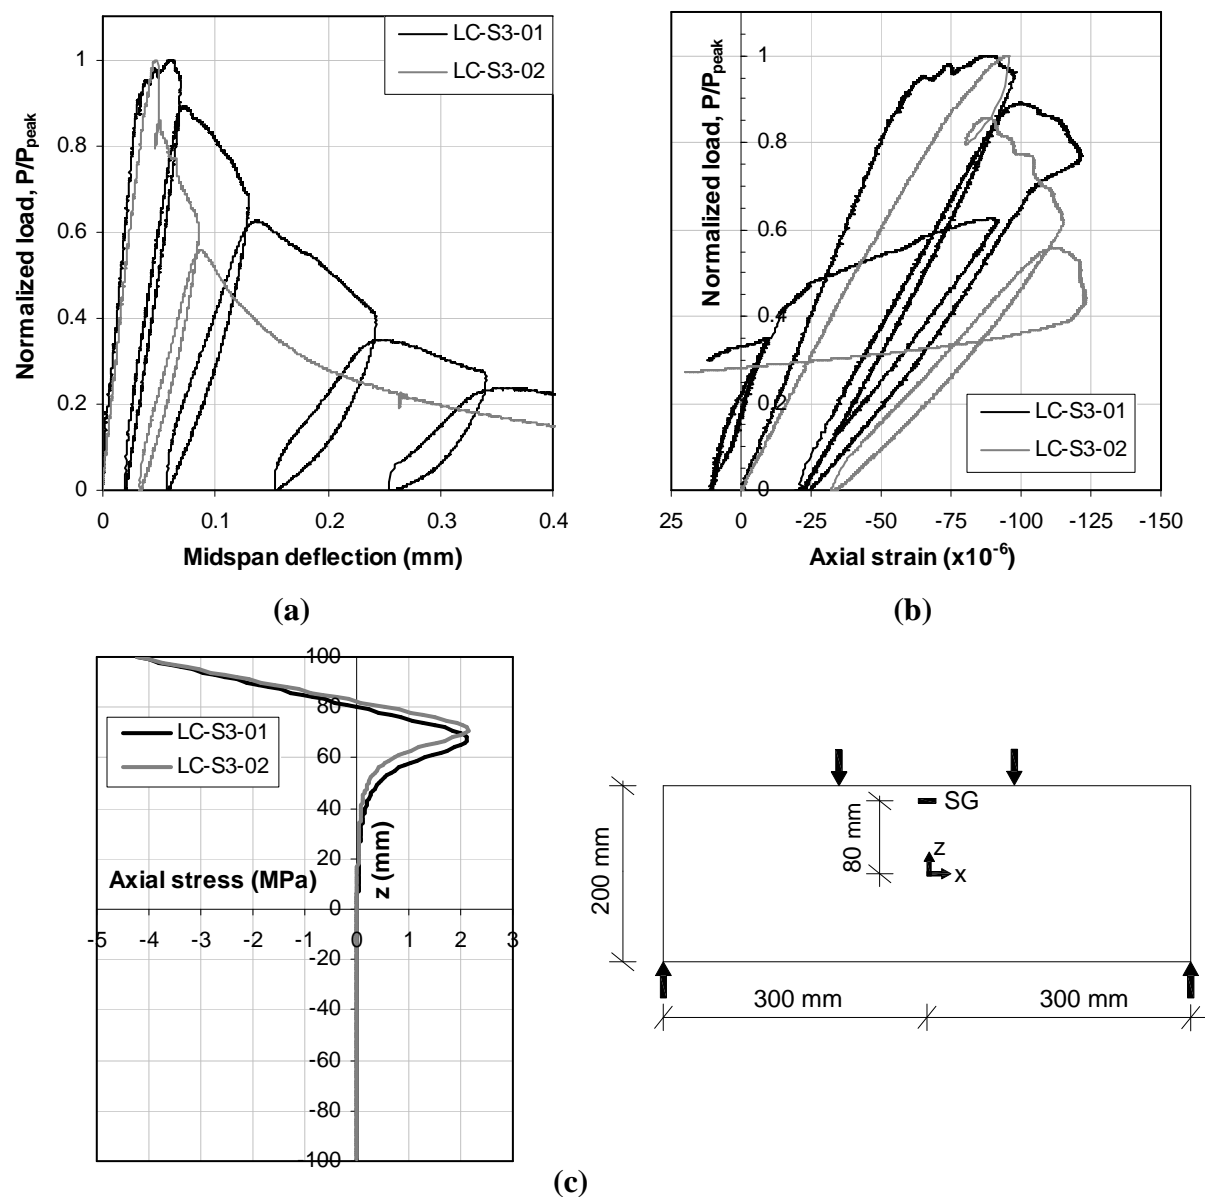 LC-S3-01
LC-S3-02
Normalized load, P/Ppeak
1
0.8
0.6
0.4
0.2
0
0 0.1 0.2 0.3 0.4
Midspan deflection (mm)
(a)
Normalized load, P/Ppeak
1
0.8
0.6
0.4
0.2
0
LC-S3-01
LC-S3-02
25 0 -25 -50 -75 -100 -125 -150
Axial strain (x10-6)
(b)
100
80
60
40
20
0
-20
-40
-60
-80
-100
LC-S3-01
LC-S3-02
z (mm)
Axial stress (MPa)
-5 -4 -3 -2 -1 0 1 2 3
SG
80 mm
z
x
200 mm
300 mm 300 mm
(c)